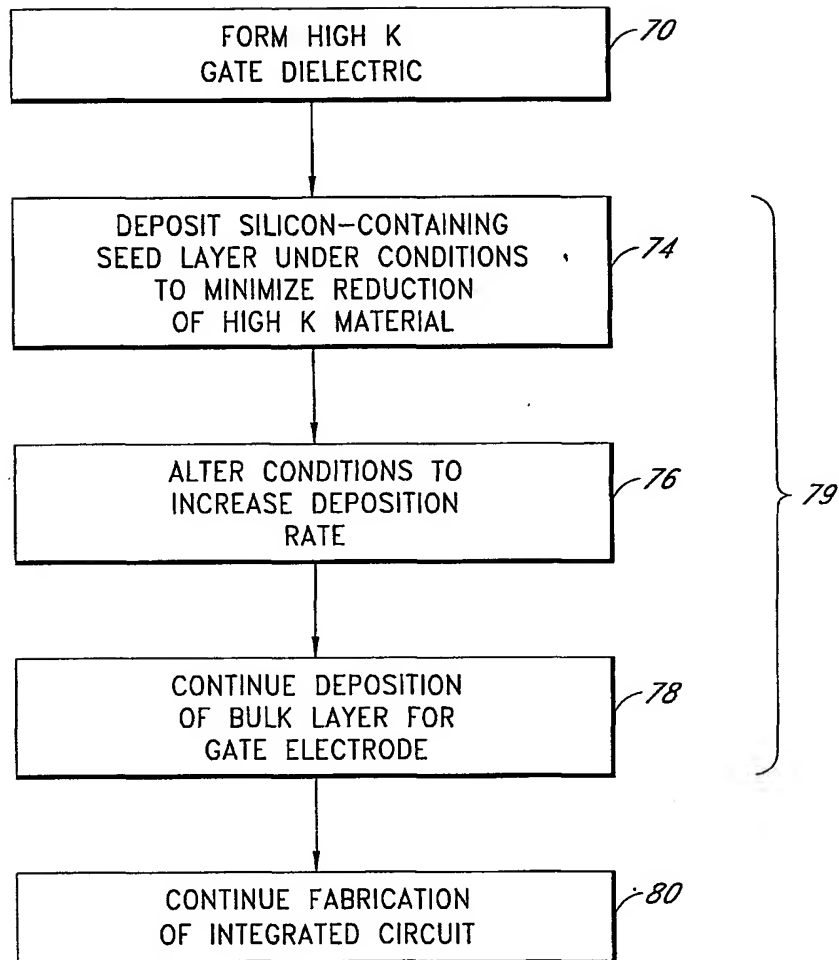 FORM HIGH K
GATE DIELECTRIC
70
DEPOSIT SILICON-CONTAINING
SEED LAYER UNDER CONDITIONS
TO MINIMIZE REDUCTION
OF HIGH K MATERIAL
74
ALTER CONDITIONS TO
INCREASE DEPOSITION
RATE
76
79
CONTINUE DEPOSITION
OF BULK LAYER FOR
GATE ELECTRODE
78
CONTINUE FABRICATION
OF INTEGRATED CIRCUIT
80